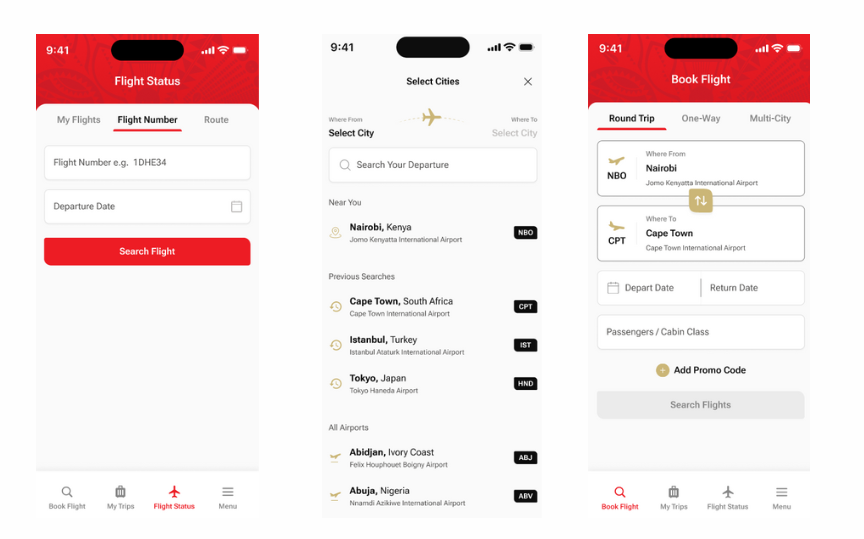 9:41
Flight Status
My Flights Flight Number Route
Flight Number e.g. 1DHE34
Departure Date
Search Flight
Book Flight My Trips Flight Status Menu
9:41
Select Cities
Where From Where To
Select City Select City
Search Your Departure
Near You
Nairobi, Kenya
Jomo Kenyatta International Airport
NBO
Previous Searches
Cape Town, South Africa
Cape Town International Airport
CPT
Istanbul, Turkey
Istanbul Ataturk International Airport
IST
Tokyo, Japan
Tokyo Haneda Airport
HND
All Airports
Abidjan, Ivory Coast
Felix Houphouet Boigny Airport
ABJ
Abuja, Nigeria
Nnamdi Azikiwe International Airport
ABV
9:41
Book Flight
Round Trip One-Way Multi-City
Where From
NBO
Nairobi
Jomo Kenyatta International Airport
Where To
CPT
Cape Town
Cape Town International Airport
Depart Date Return Date
Passengers / Cabin Class
Add Promo Code
Search Flights
Book Flight My Trips Flight Status Menu